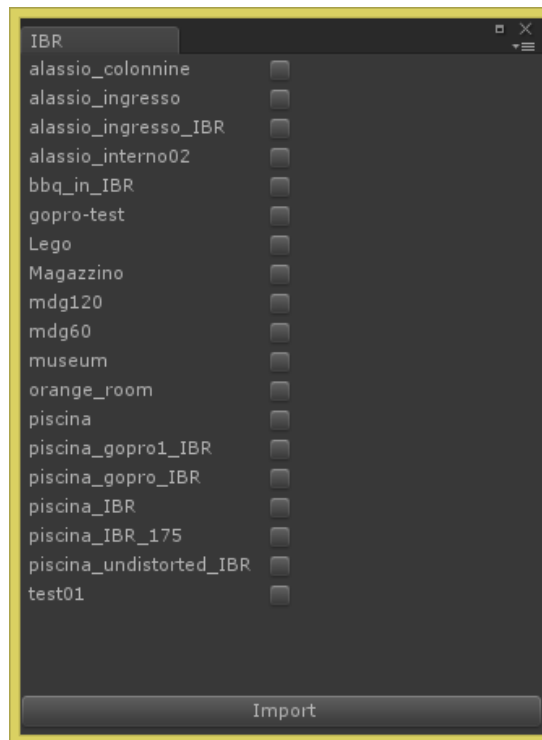 IBR
alassio_colonnine
alassio_ingresso
alassio_ingresso_IBR
alassio_interno02
bbq_in_IBR
gopro-test
Lego
Magazzino
mdg120
mdg60
museum
orange_room
piscina
piscina_gopro1_IBR
piscina_gopro_IBR
piscina_IBR
piscina_IBR_175
piscina_undistorted_IBR
test01
Import